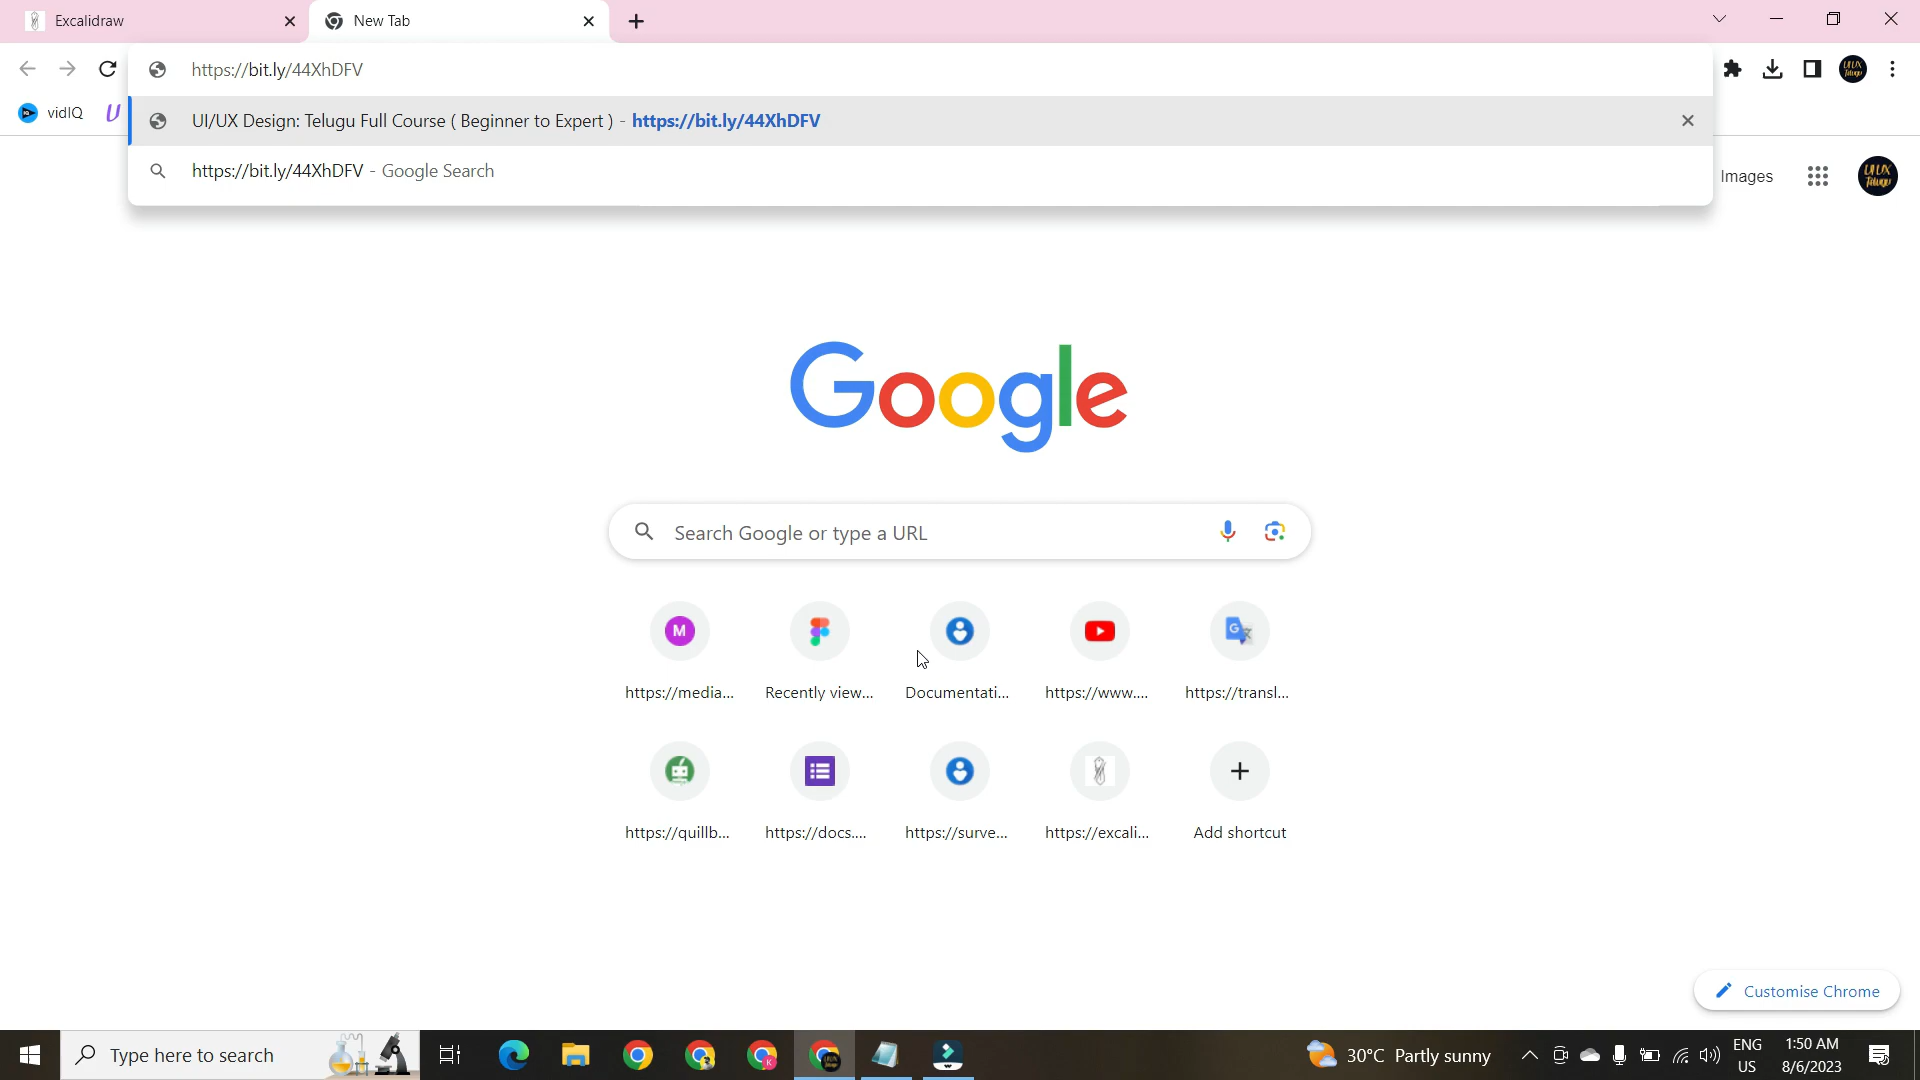 Excalidraw
New Tab
https://bit.ly/44XhDFV
vidIQ
UI/UX Design: Telugu Full Course ( Beginner to Expert ) - https://bit.ly/44XhDFV
https://bit.ly/44XhDFV - Google Search
Images
UI UX
Telugu
Google
Search Google or type a URL
M
https://media...
Recently view...
Documentati...
https://www....
https://transl...
https://quillb...
https://docs....
https://surve...
https://excali...
Add shortcut
Customise Chrome
Type here to search
30°C Partly sunny
ENG
US
1:50 AM
8/6/2023